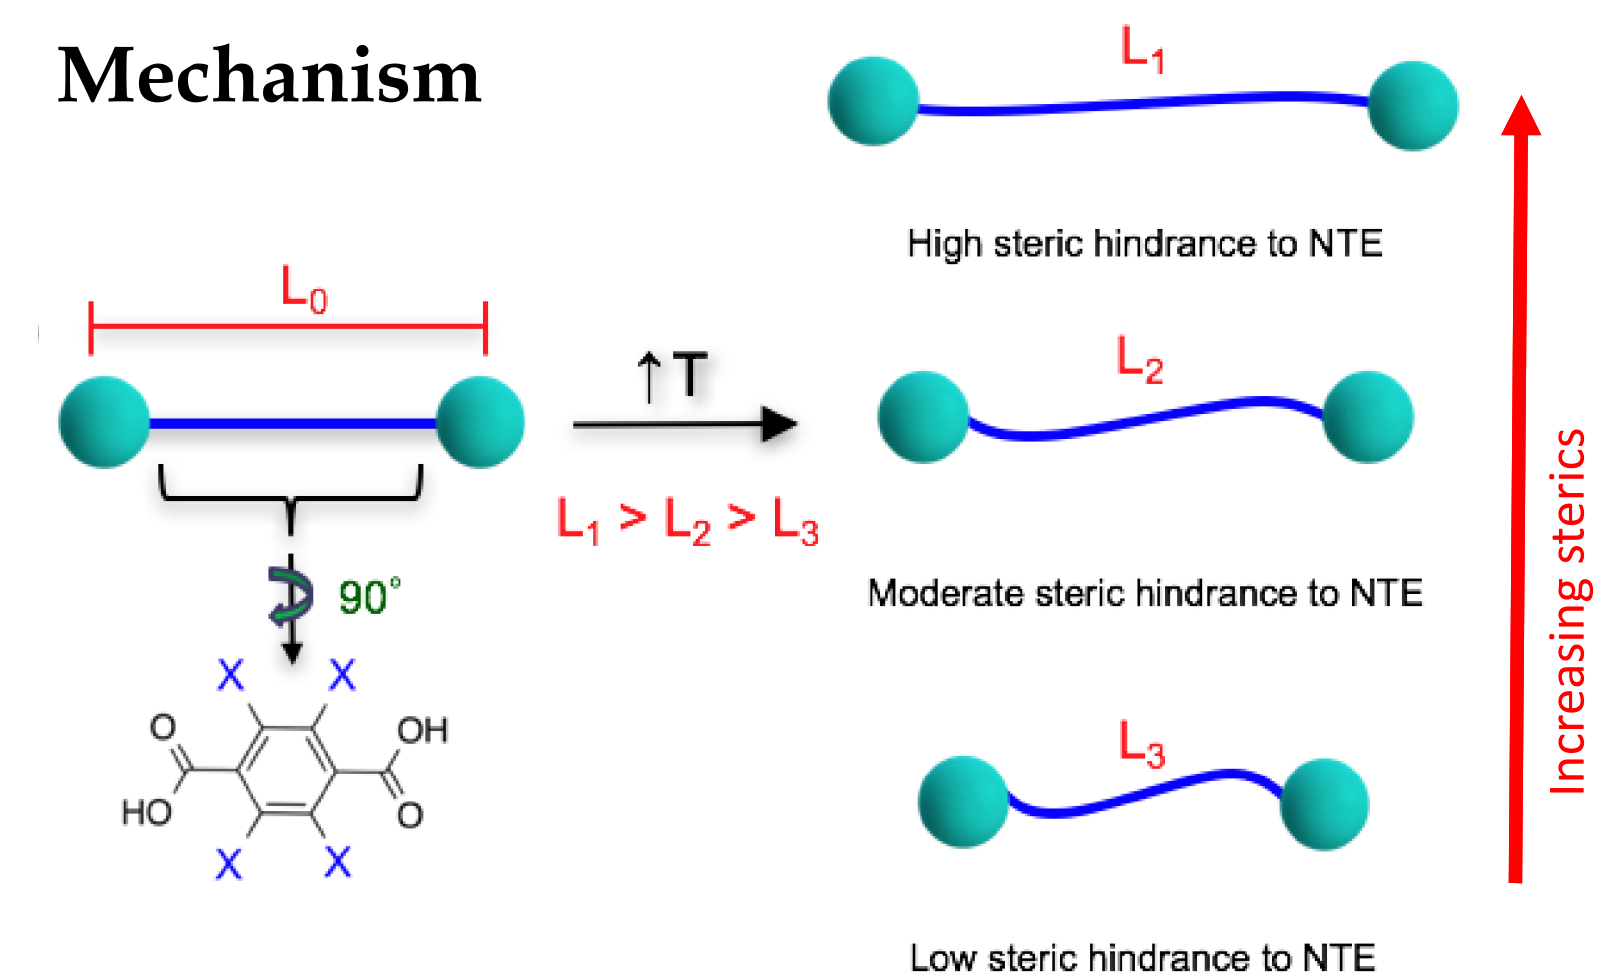 Mechanism
L₁
High steric hindrance to NTE
L₀
↑ T
L₁ > L₂ > L₃
L₂
Moderate steric hindrance to NTE
90°
X X
O OH
HO O
X X
L₃
Low steric hindrance to NTE
Increasing sterics